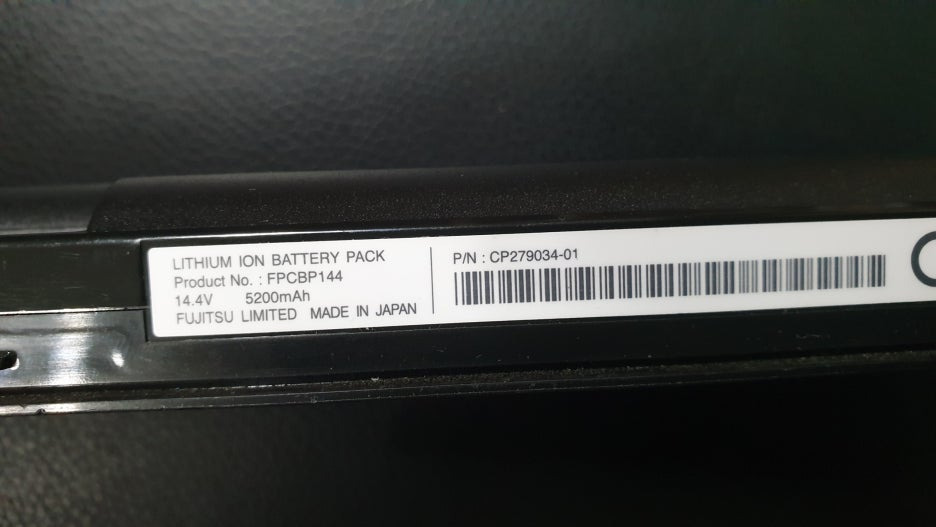 LITHIUM ION BATTERY PACK
Product No. : FPCBP144
14.4V 5200mAh
FUJITSU LIMITED MADE IN JAPAN
P/N : CP279034-01